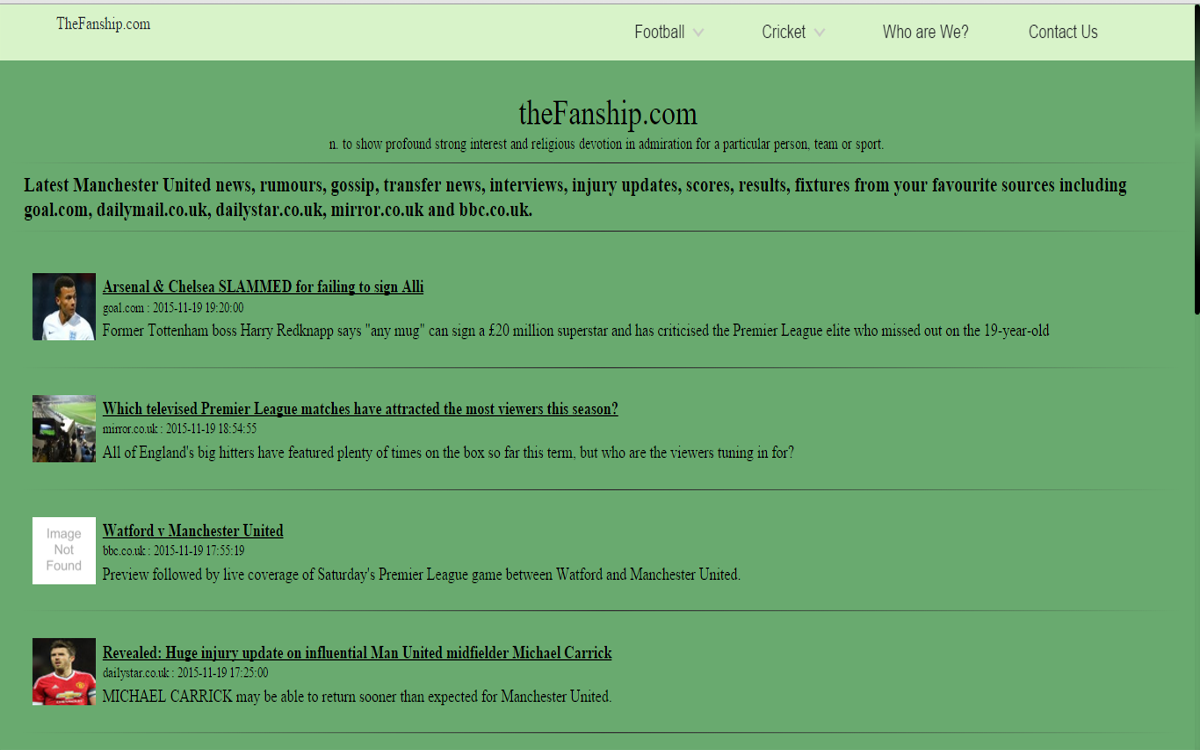 TheFanship.com
Football
Cricket
Who are We?
Contact Us
theFanship.com
n. to show profound strong interest and religious devotion in admiration for a particular person, team or sport.
Latest Manchester United news, rumours, gossip, transfer news, interviews, injury updates, scores, results, fixtures from your favourite sources including
goal.com, dailymail.co.uk, dailystar.co.uk, mirror.co.uk and bbc.co.uk.
Arsenal & Chelsea SLAMMED for failing to sign Alli
goal.com : 2015-11-19 19:20:00
Former Tottenham boss Harry Redknapp says "any mug" can sign a £20 million superstar and has criticised the Premier League elite who missed out on the 19-year-old
Which televised Premier League matches have attracted the most viewers this season?
mirror.co.uk : 2015-11-19 18:54:55
All of England's big hitters have featured plenty of times on the box so far this term, but who are the viewers tuning in for?
Image
Not
Found
Watford v Manchester United
bbc.co.uk : 2015-11-19 17:55:19
Preview followed by live coverage of Saturday's Premier League game between Watford and Manchester United.
Revealed: Huge injury update on influential Man United midfielder Michael Carrick
dailystar.co.uk : 2015-11-19 17:25:00
MICHAEL CARRICK may be able to return sooner than expected for Manchester United.